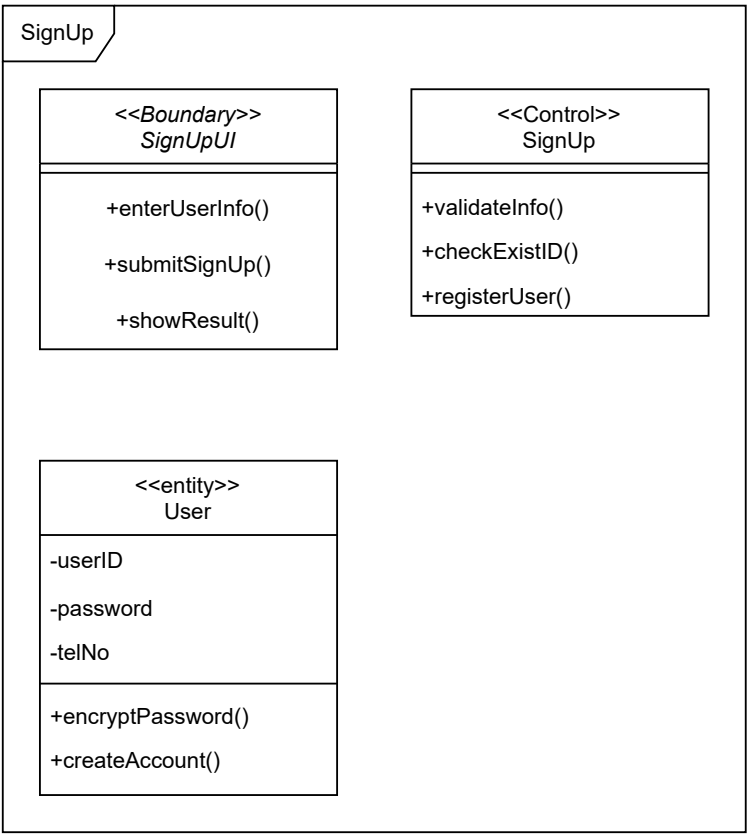 SignUp
<<Boundary>>
SignUpUI
+enterUserInfo()
+submitSignUp()
+showResult()
<<Control>>
SignUp
+validateInfo()
+checkExistID()
+registerUser()
<<entity>>
User
-userID
-password
-telNo
+encryptPassword()
+createAccount()